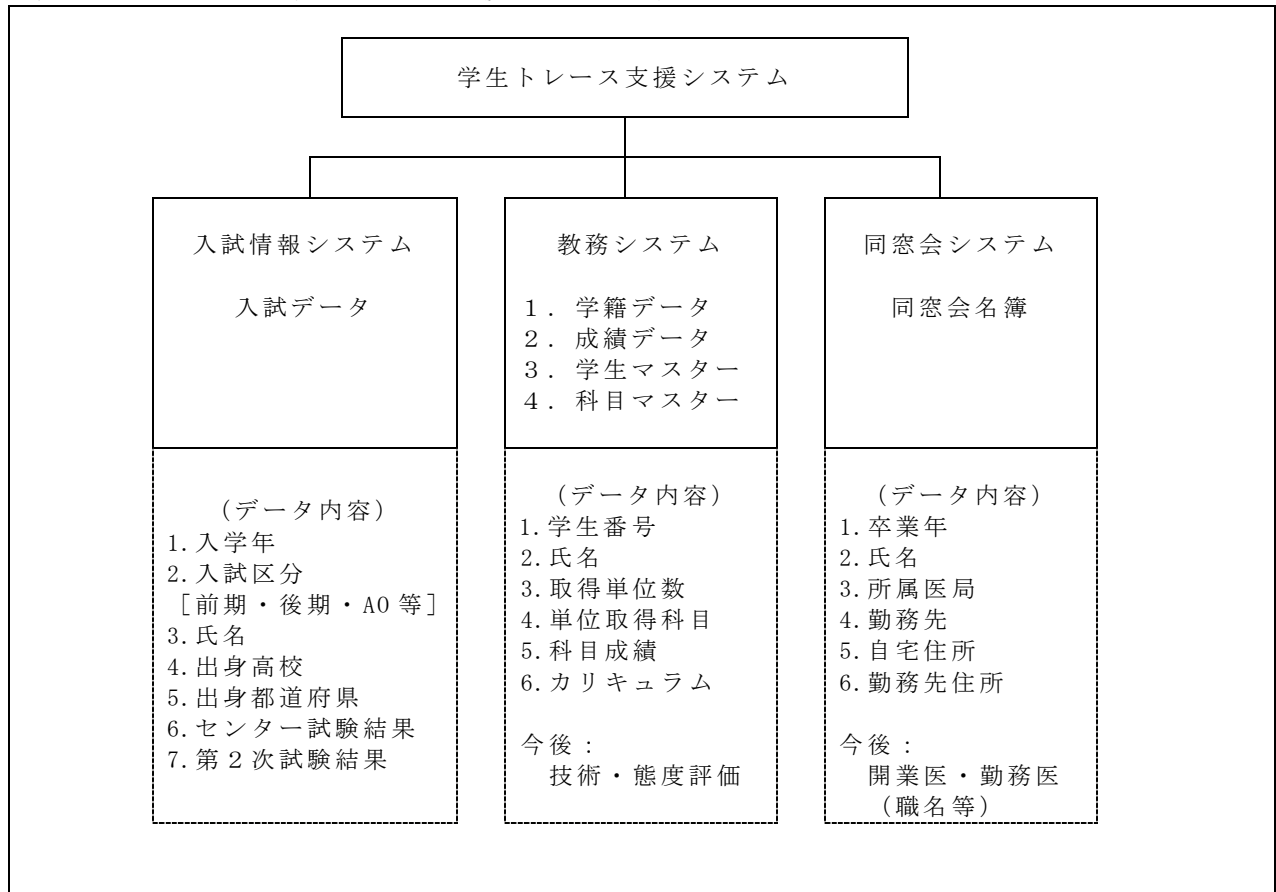 学生トレース支援システム
入試情報システム
入試データ
教務システム
１．学籍データ
２．成績データ
３．学生マスター
４．科目マスター
同窓会システム
同窓会名簿
(データ内容)
1.入学年
2.入試区分
［前期・後期・AO等］
3.氏名
4.出身高校
5.出身都道府県
6.センター試験結果
7.第２次試験結果
(データ内容)
1.学生番号
2.氏名
3.取得単位数
4.単位取得科目
5.科目成績
6.カリキュラム
今後：
技術・態度評価
(データ内容)
1.卒業年
2.氏名
3.所属医局
4.勤務先
5.自宅住所
6.勤務先住所
今後：
開業医・勤務医
(職名等)